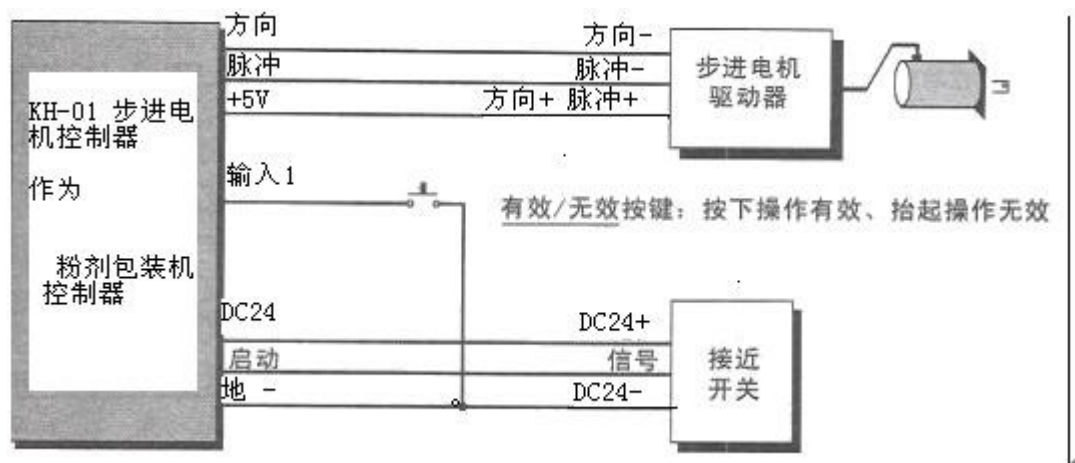 方向
方向-
脉冲
脉冲-
+5V
方向+ 脉冲+
步进电机
驱动器
KH-01 步进电
机控制器
作为
粉剂包装机
控制器
输入1
有效/无效按键：按下操作有效、抬起操作无效
DC24
DC24+
启动
信号
地 -
DC24-
接近
开关